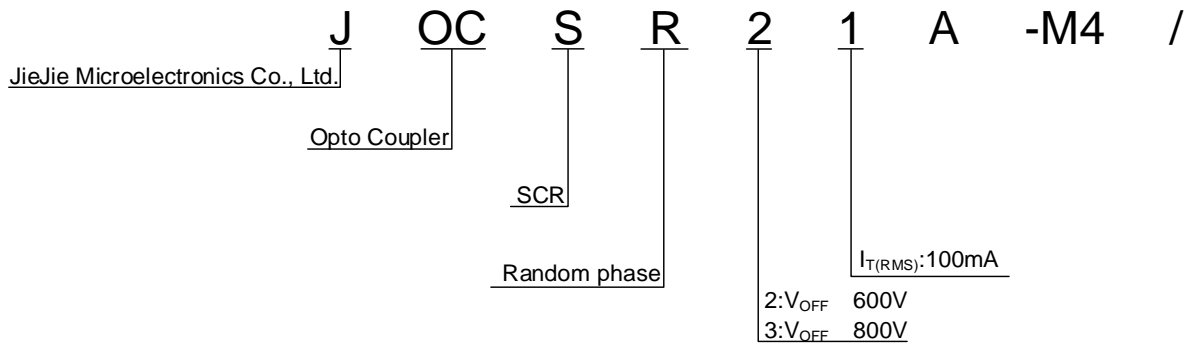 J OC S R 2 1 A -M4 /
JieJie Microelectronics Co., Ltd.
Opto Coupler
SCR
Random phase
IT(RMS):100mA
2:VOFF 600V
3:VOFF 800V